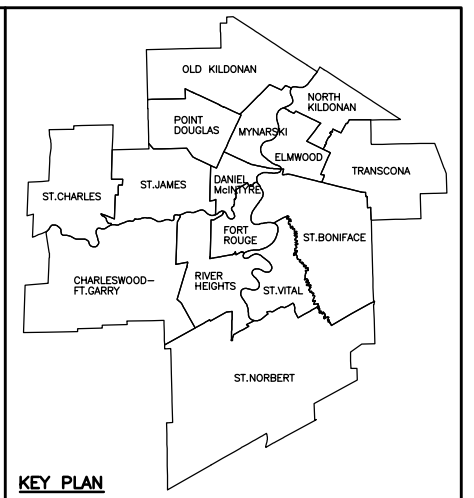 OLD KILDONAN
NORTH
KILDONAN
POINT
DOUGLAS
MYNARSKI
ELMWOOD
TRANSCONA
DANIEL
McINTYRE
ST.JAMES
ST.CHARLES
FORT
ROUGE
ST.BONIFACE
CHARLESWOOD–
FT.GARRY
RIVER
HEIGHTS
ST.VITAL
ST.NORBERT
KEY PLAN